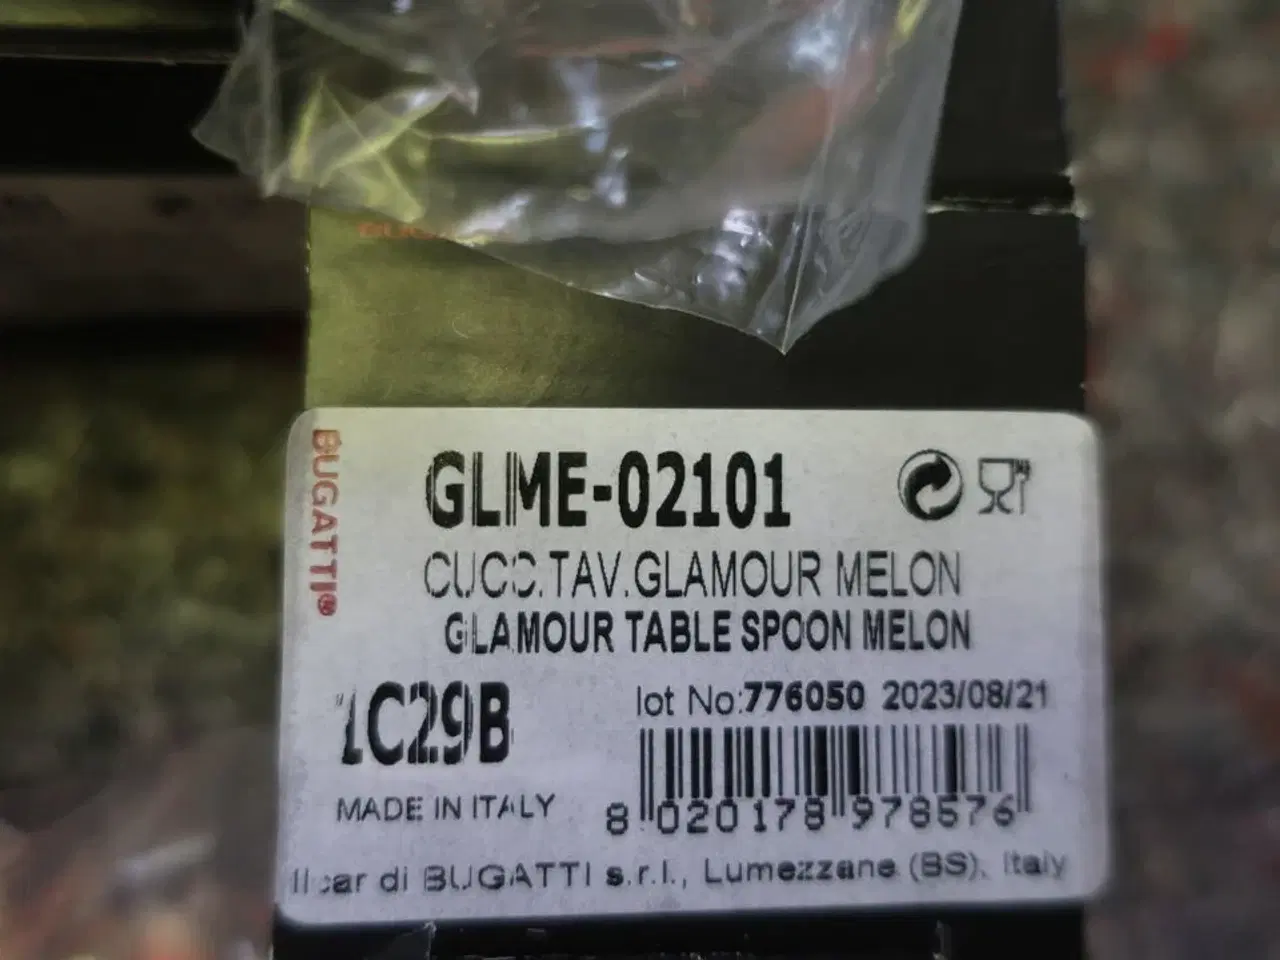 BUGATTI®
GLME-02101
CUCC.TAV.GLAMOUR MELON
GLAMOUR TABLE SPOON MELON
1C29B
lot No:776050 2023/08/21
MADE IN ITALY
8 020178 978576
Ilcar di BUGATTI s.r.l., Lumezzane (BS), Italy